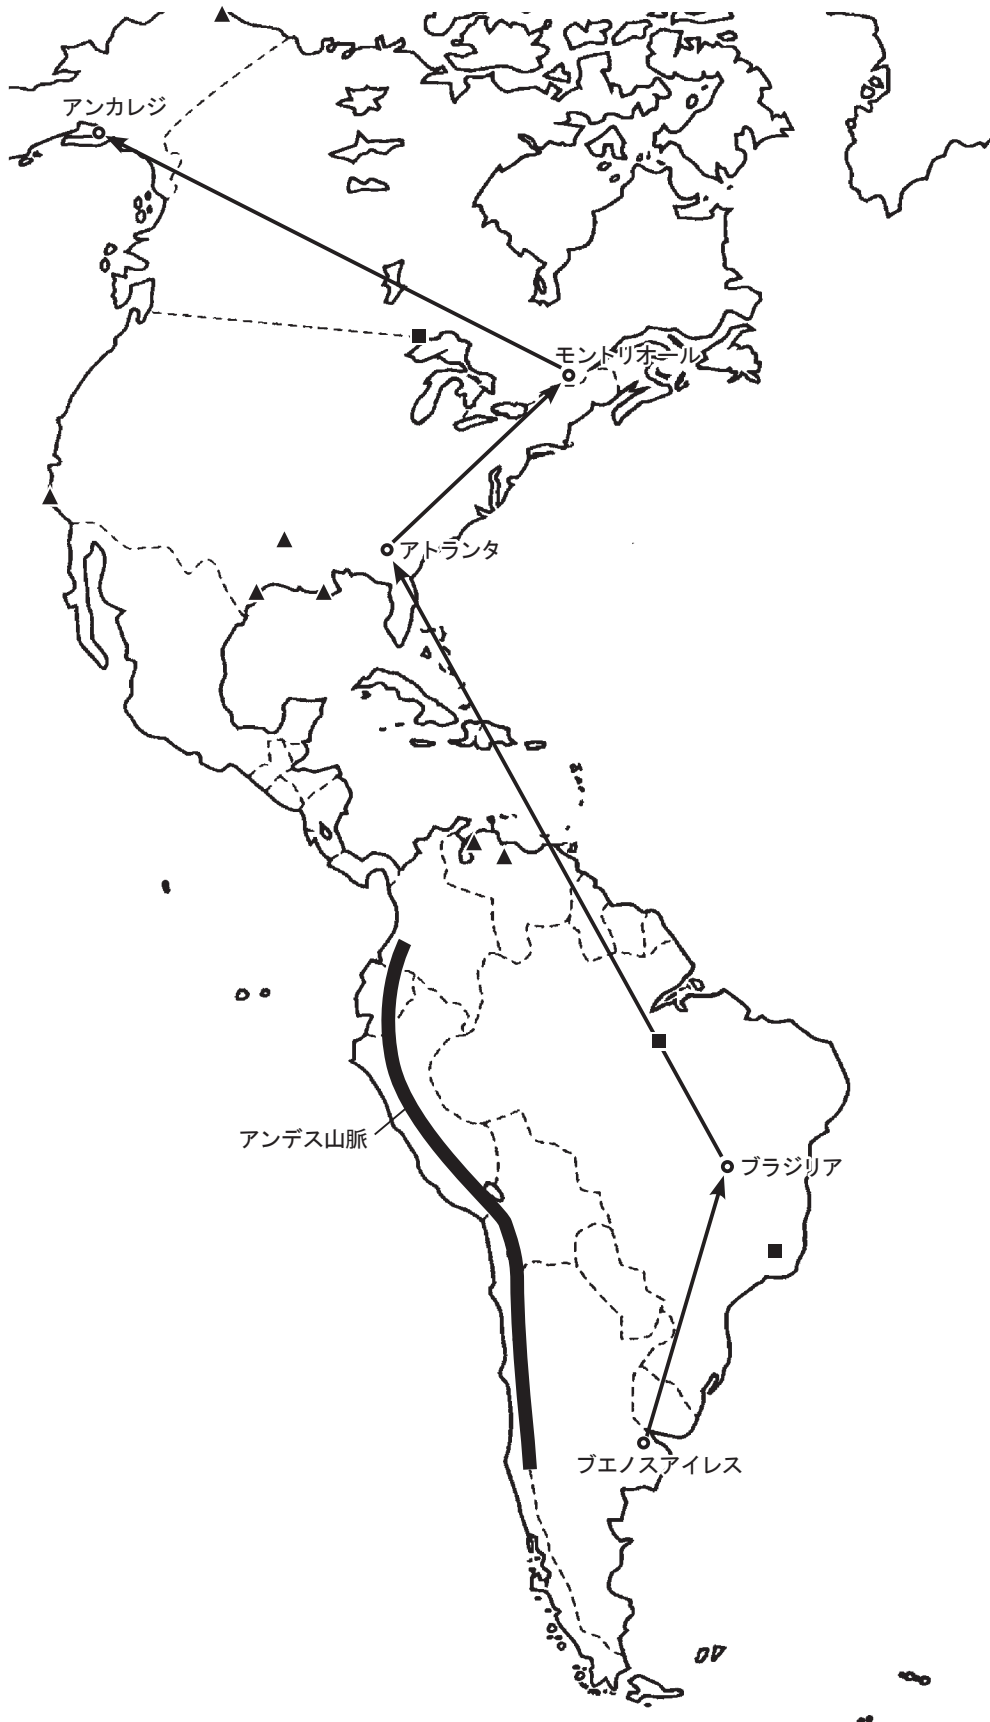 アンカレジ
モントリオール
アトランタ
アンデス山脈
ブラジリア
ブエノスアイレス